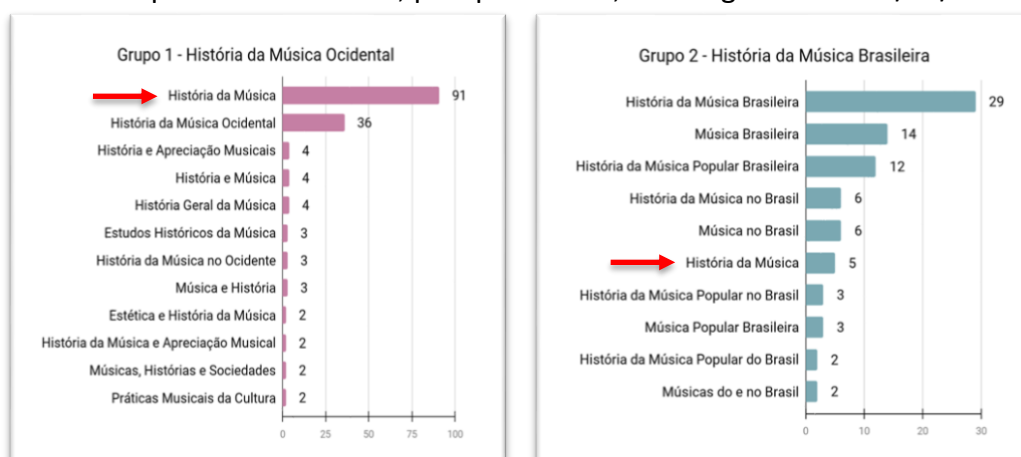 Grupo 1 - História da Música Ocidental
História da Música 91
História da Música Ocidental 36
História e Apreciação Musicais 4
História e Música 4
História Geral da Música 4
Estudos Históricos da Música 3
História da Música no Ocidente 3
Música e História 3
Estética e História da Música 2
História da Música e Apreciação Musical 2
Músicas, Histórias e Sociedades 2
Práticas Musicais da Cultura 2
0 25 50 75 100
Grupo 2 - História da Música Brasileira
História da Música Brasileira 29
Música Brasileira 14
História da Música Popular Brasileira 12
História da Música no Brasil 6
Música no Brasil 6
História da Música 5
História da Música Popular no Brasil 3
Música Popular Brasileira 3
História da Música Popular do Brasil 2
Músicas do e no Brasil 2
0 10 20 30